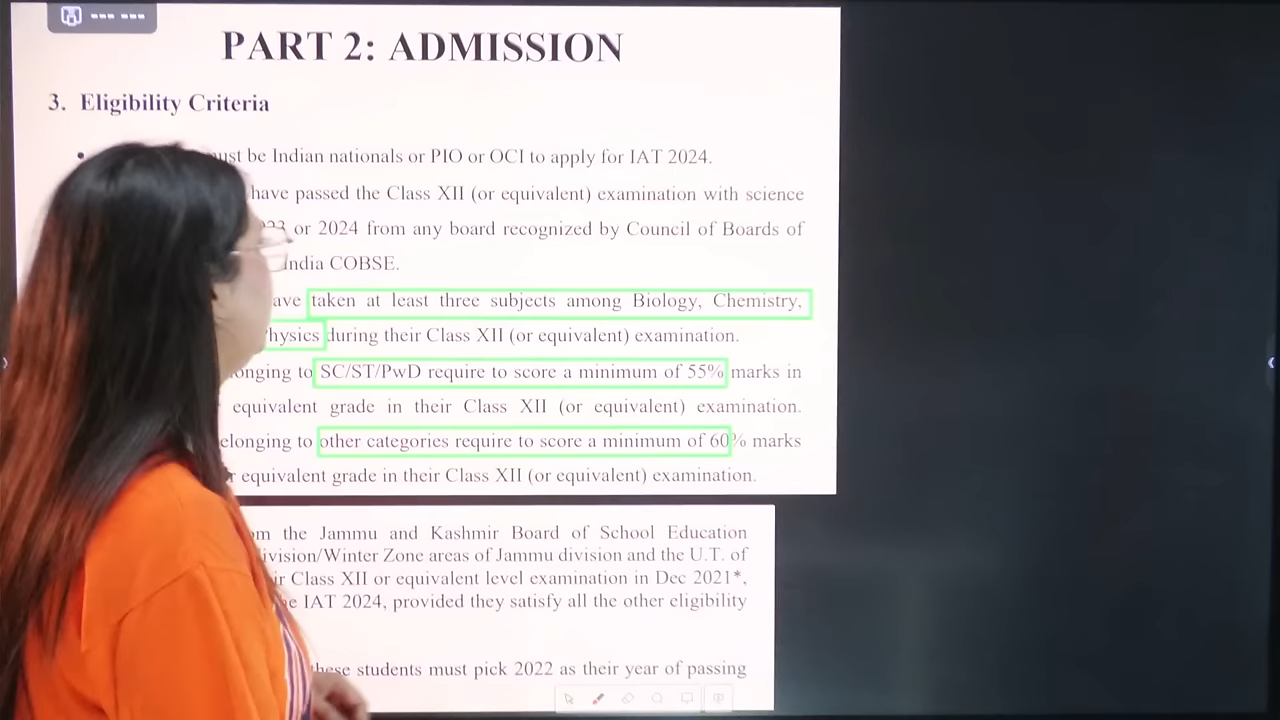 PART 2: ADMISSION
3. Eligibility Criteria
must be Indian nationals or PIO or OCI to apply for IAT 2024.
have passed the Class XII (or equivalent) examination with science
or 2024 from any board recognized by Council of Boards of
India COBSE.
taken at least three subjects among Biology, Chemistry,
during their Class XII (or equivalent) examination.
to SC/ST/PwD require to score a minimum of 55% marks in
equivalent grade in their Class XII (or equivalent) examination.
to other categories require to score a minimum of 60% marks
equivalent grade in their Class XII (or equivalent) examination.
the Jammu and Kashmir Board of School Education
Division/Winter Zone areas of Jammu division and the U.T. of
Class XII or equivalent level examination in Dec 2021*,
IAT 2024, provided they satisfy all the other eligibility
these students must pick 2022 as their year of passing